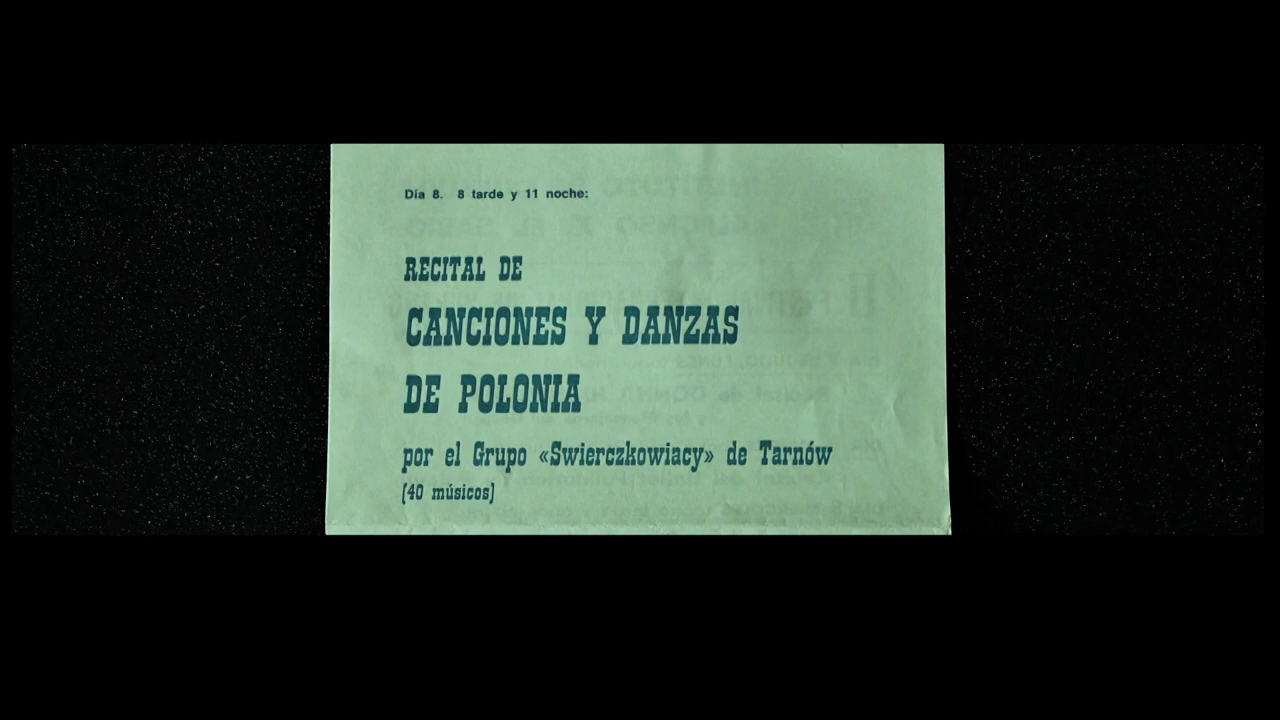 Día 8. 8 tarde y 11 noche:
RECITAL DE
CANCIONES Y DANZAS
DE POLONIA
por el Grupo «Swierczkowiacy» de Tarnów
(40 músicos)